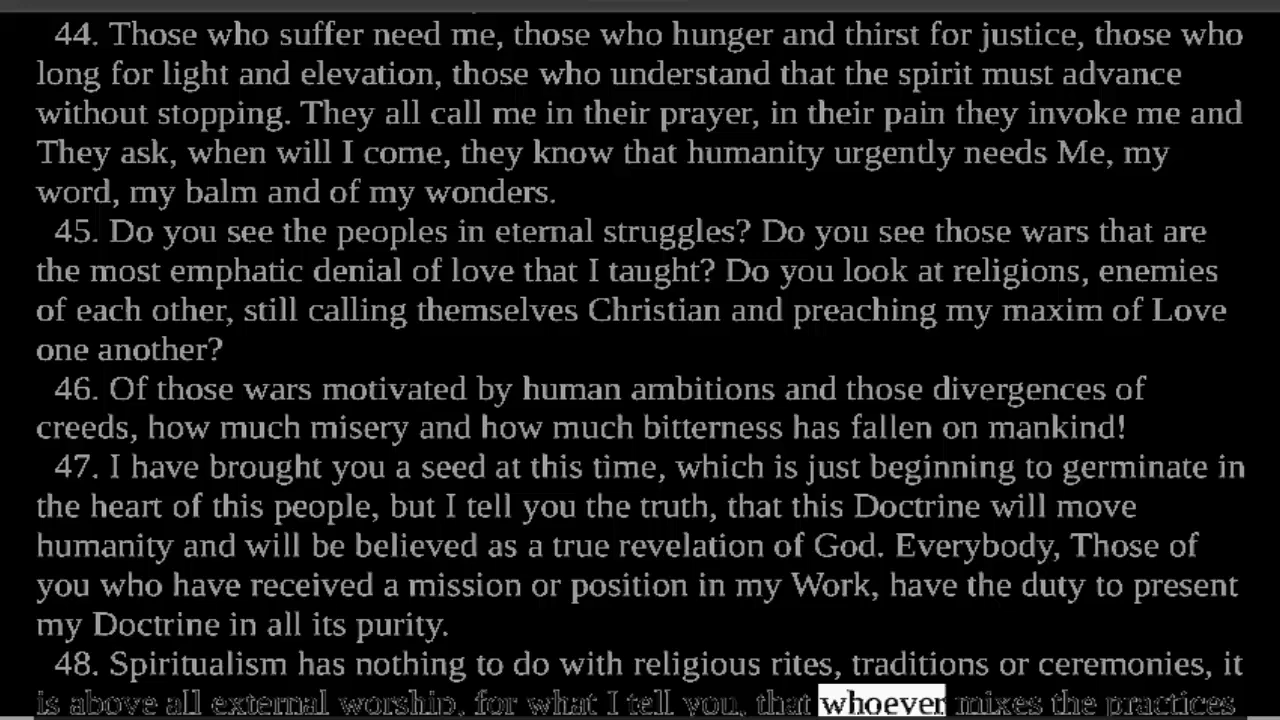 44. Those who suffer need me, those who hunger and thirst for justice, those who
long for light and elevation, those who understand that the spirit must advance
without stopping. They all call me in their prayer, in their pain they invoke me and
They ask, when will I come, they know that humanity urgently needs Me, my
word, my balm and of my wonders.
45. Do you see the peoples in eternal struggles? Do you see those wars that are
the most emphatic denial of love that I taught? Do you look at religions, enemies
of each other, still calling themselves Christian and preaching my maxim of Love
one another?
46. Of those wars motivated by human ambitions and those divergences of
creeds, how much misery and how much bitterness has fallen on mankind!
47. I have brought you a seed at this time, which is just beginning to germinate in
the heart of this people, but I tell you the truth, that this Doctrine will move
humanity and will be believed as a true revelation of God. Everybody, Those of
you who have received a mission or position in my Work, have the duty to present
my Doctrine in all its purity.
48. Spiritualism has nothing to do with religious rites, traditions or ceremonies, it
is above all external worship, for what I tell you, that whoever mixes the practices